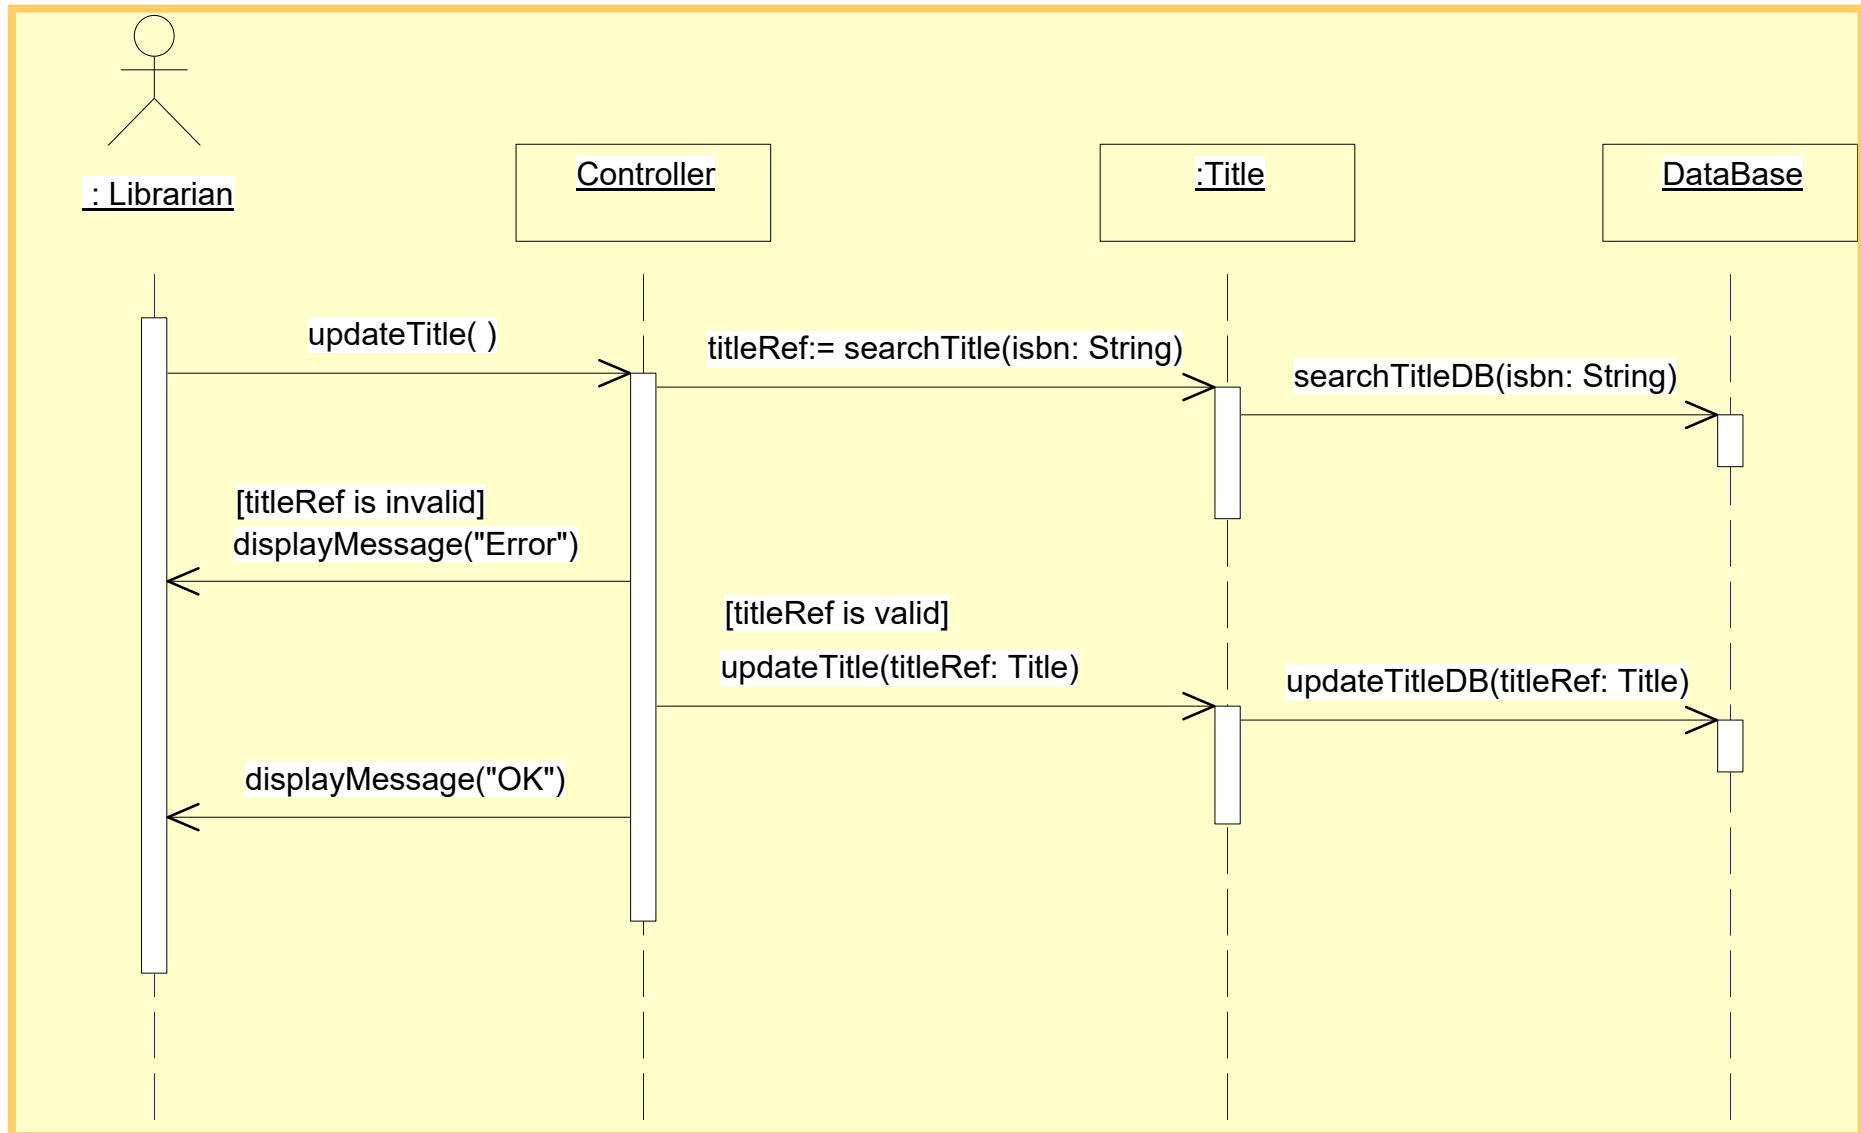 : Librarian
Controller
:Title
DataBase
updateTitle( )
titleRef:= searchTitle(isbn: String)
searchTitleDB(isbn: String)
[titleRef is invalid]
displayMessage("Error")
[titleRef is valid]
updateTitle(titleRef: Title)
updateTitleDB(titleRef: Title)
displayMessage("OK")